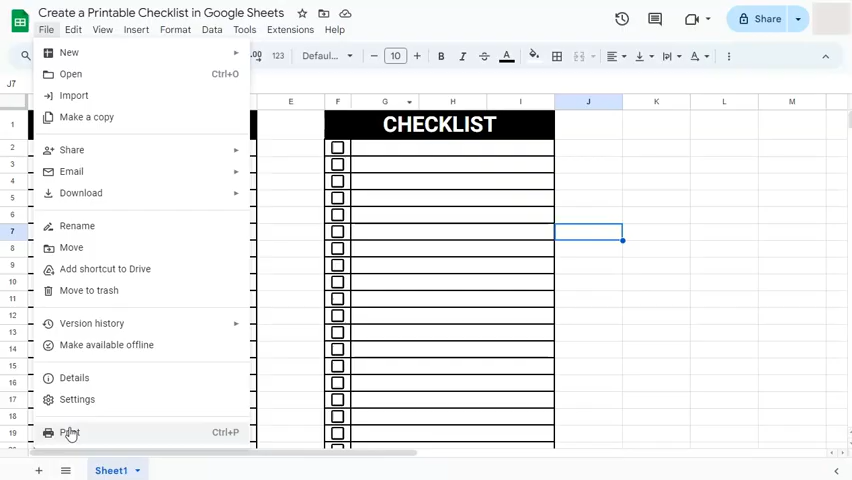 Create a Printable Checklist in Google Sheets
File Edit View Insert Format Data Tools Extensions Help
Share
.00 123 Defaul... 10 B I A
J7
E F G H I J K L M
1 CHECKLIST
2
3
4
5
6
7
8
9
10
11
12
13
14
15
16
17
18
19
New
Open Ctrl+O
Import
Make a copy
Share
Email
Download
Rename
Move
Add shortcut to Drive
Move to trash
Version history
Make available offline
Details
Settings
Print Ctrl+P
Sheet1